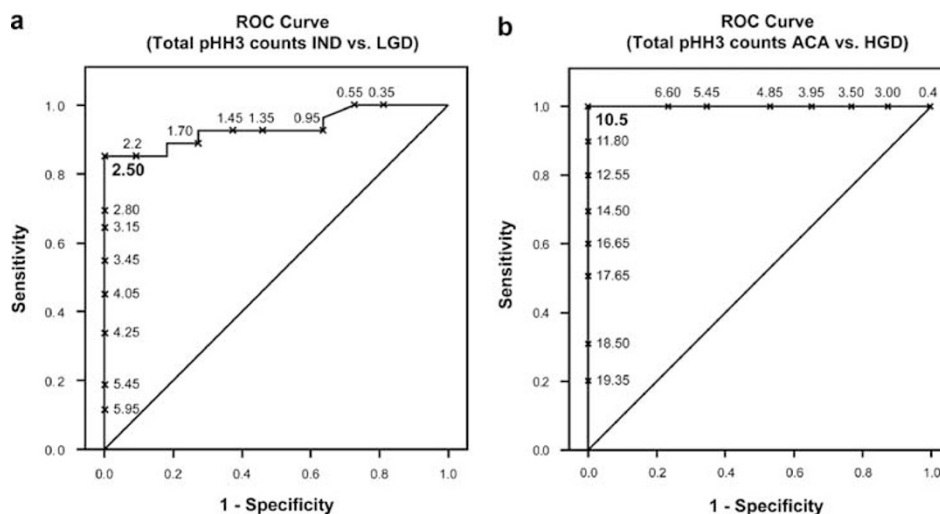 a
ROC Curve
(Total pHH3 counts IND vs. LGD)
0.55 0.35
1.0
1.70 1.45 1.35 0.95
2.2
2.50
0.8
2.80
3.15
0.6
3.45
4.05
0.4
4.25
0.2
5.45
5.95
0.0
0.0 0.2 0.4 0.6 0.8 1.0
Sensitivity
1 - Specificity
b
ROC Curve
(Total pHH3 counts ACA vs. HGD)
6.60 5.45 4.85 3.95 3.50 3.00 0.4
1.0
10.5
11.80
0.8
12.55
14.50
0.6
16.65
17.65
0.4
18.50
0.2
19.35
0.0
0.0 0.2 0.4 0.6 0.8 1.0
Sensitivity
1 - Specificity